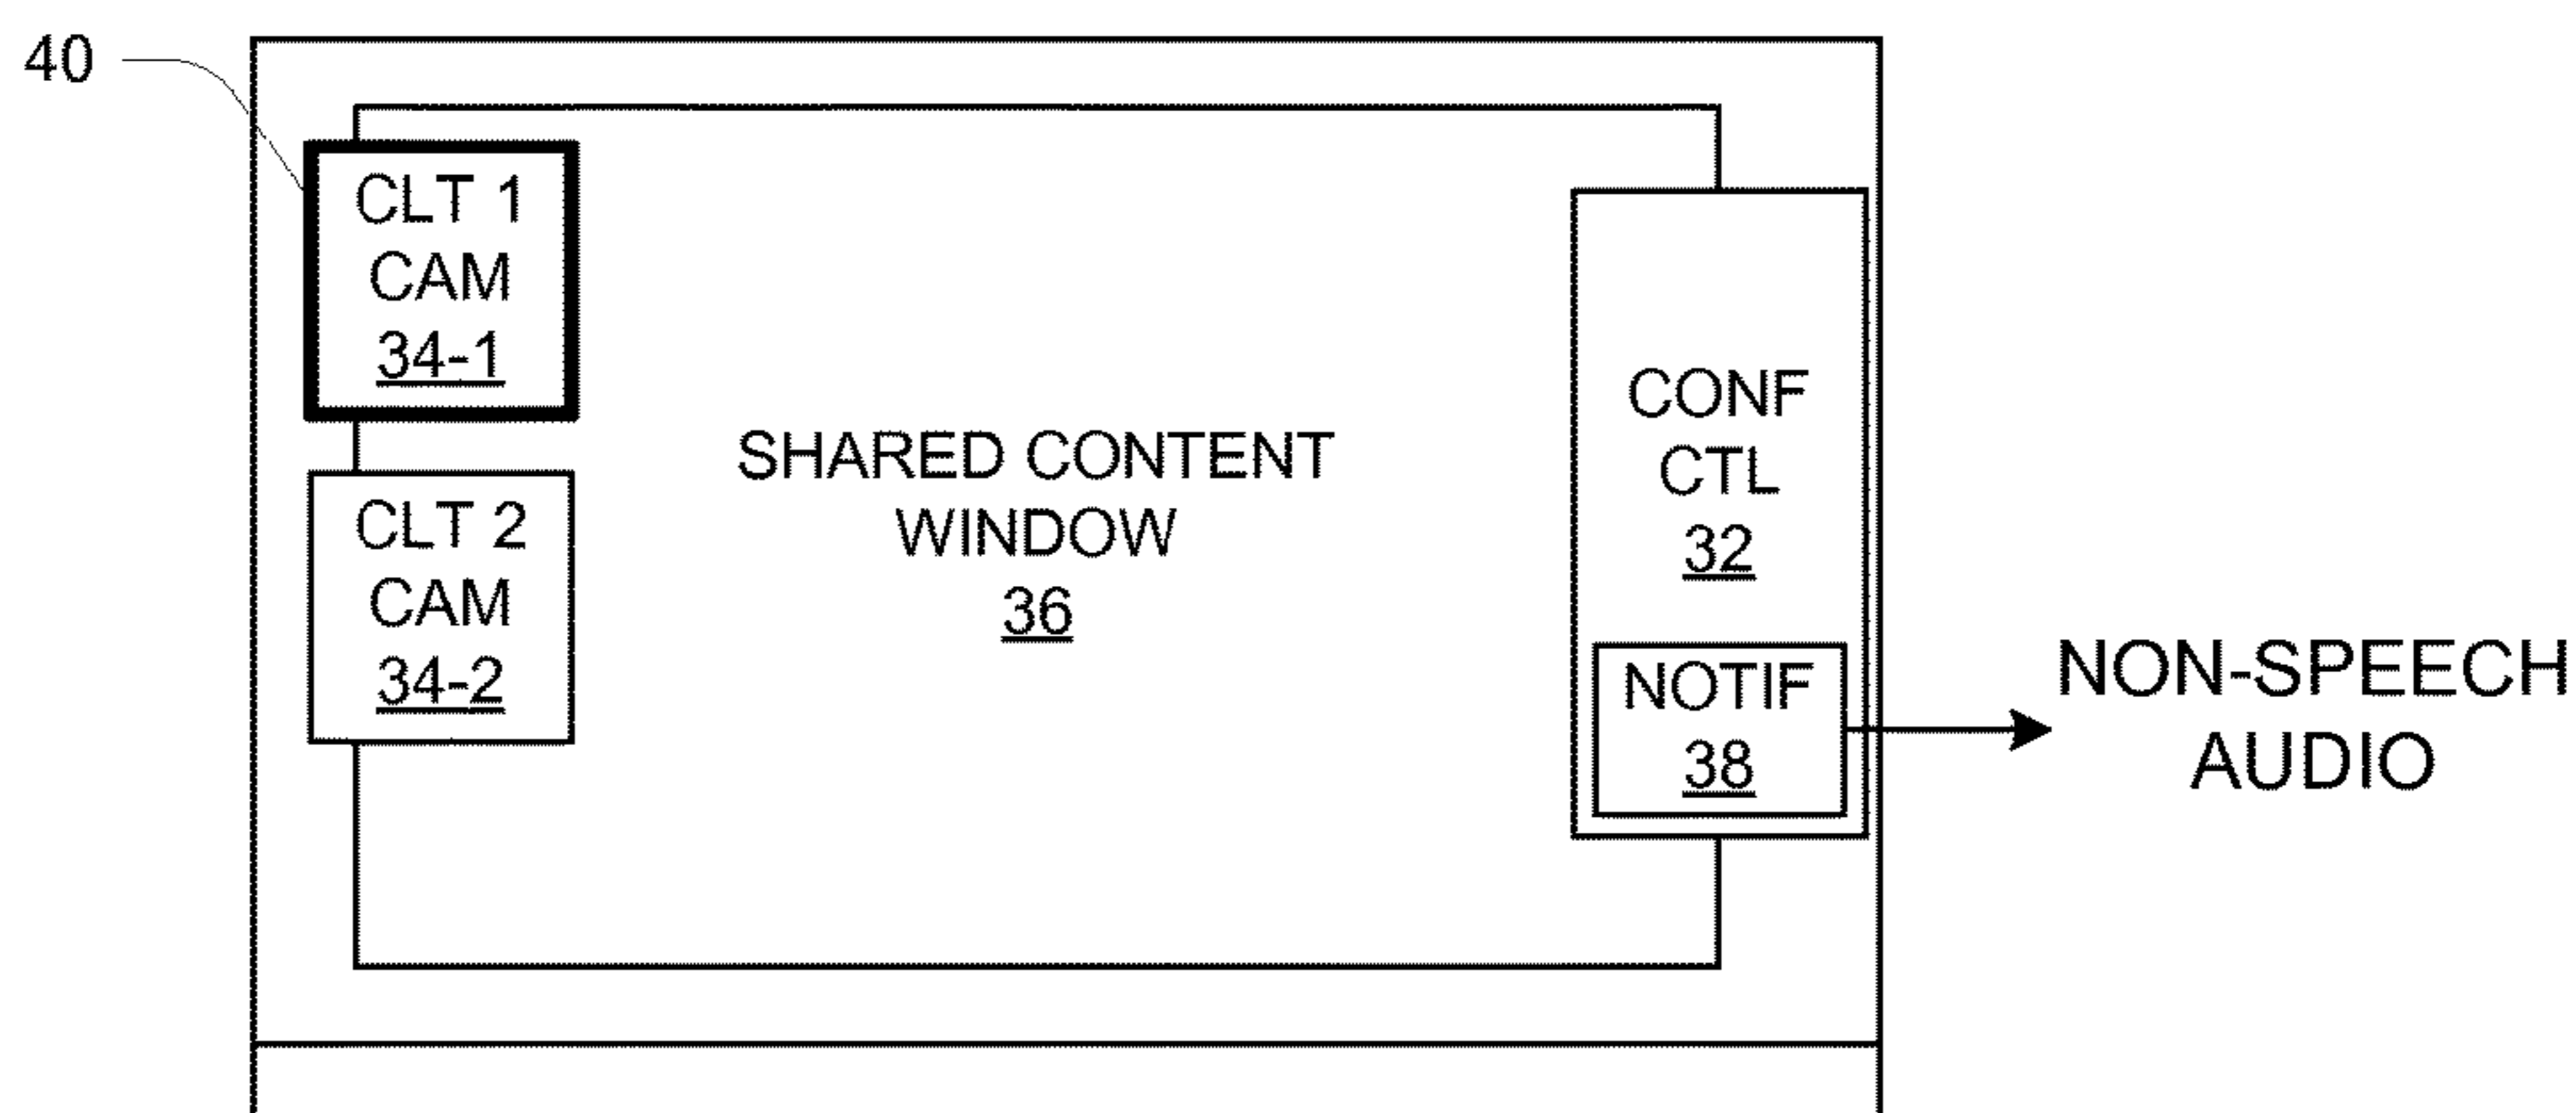 40
CLT 1
CAM
34-1
CLT 2
CAM
34-2
SHARED CONTENT
WINDOW
36
CONF
CTL
32
NOTIF
38
NON-SPEECH
AUDIO